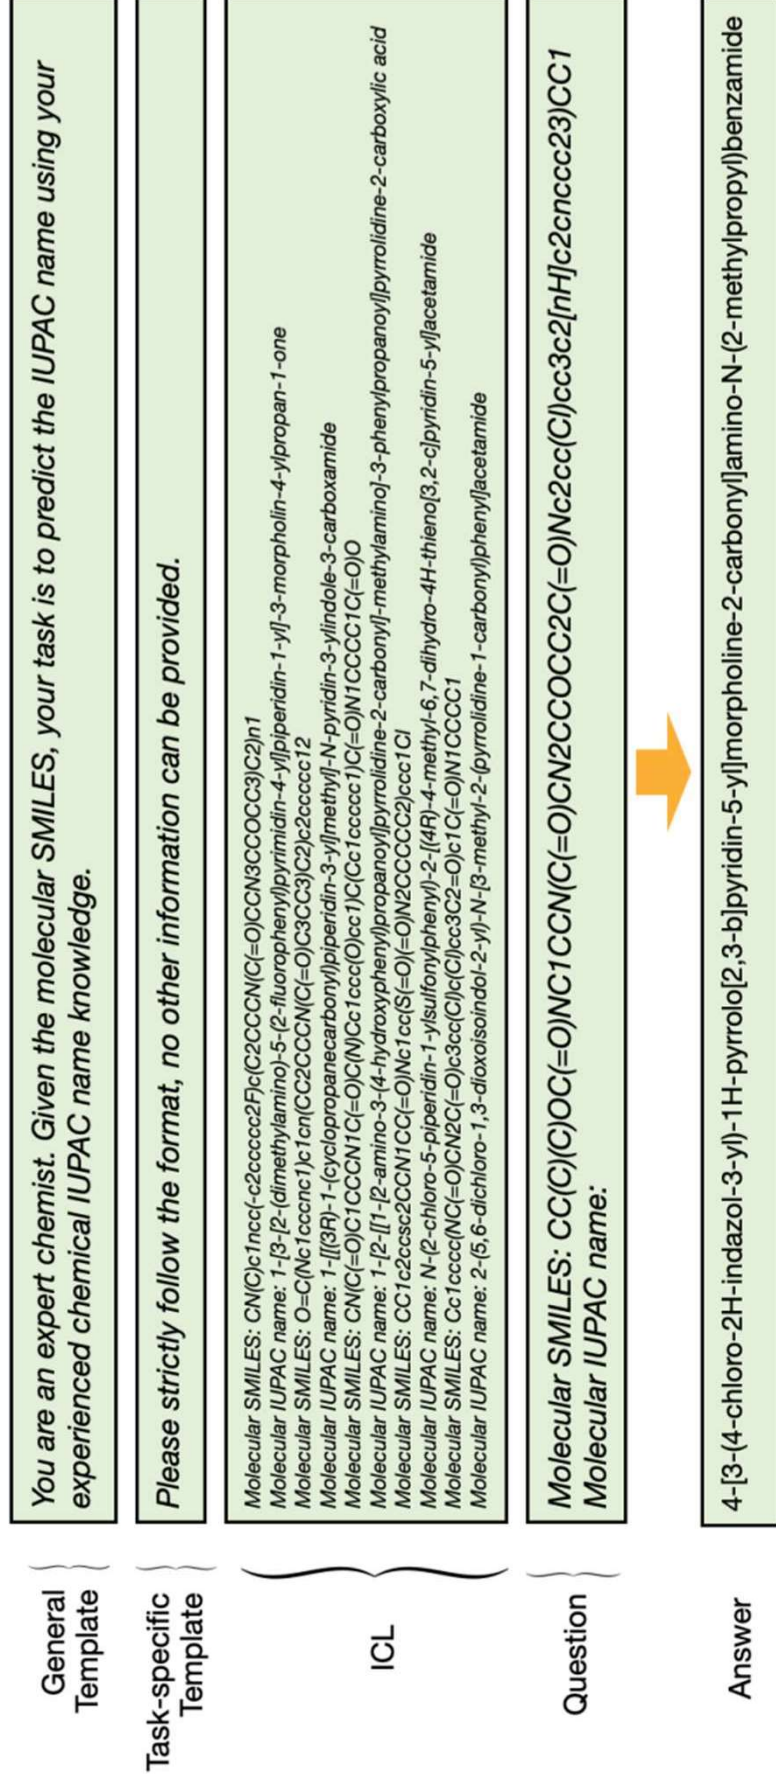 General
Template
You are an expert chemist. Given the molecular SMILES, your task is to predict the IUPAC name using your
experienced chemical IUPAC name knowledge.
Task-specific
Template
Please strictly follow the format, no other information can be provided.
ICL
Molecular SMILES: CN(C)c1ncc(-c2ccccc2F)c(C2CCCN(C(=O)CCN3CCOCC3)C2)n1
Molecular IUPAC name: 1-[3-[2-(dimethylamino)-5-(2-fluorophenyl)pyrimidin-4-yl]piperidin-1-yl]-3-morpholin-4-ylpropan-1-one
Molecular SMILES: O=C(Nc1cccnc1)c1cn(CC2CCCN(C(=O)C3CC3)C2)c2ccccc12
Molecular IUPAC name: 1-[[(3R)-1-(cyclopropanecarbonyl)piperidin-3-yl]methyl]-N-pyridin-3-ylindole-3-carboxamide
Molecular SMILES: CN(C(=O)C1CCCN1C(=O)C(N)Cc1ccc(O)cc1)C(Cc1ccccc1)C(=O)N1CCCC1C(=O)O
Molecular IUPAC name: 1-[2-[[1-[2-amino-3-(4-hydroxyphenyl)propanoyl]pyrrolidine-2-carbonyl]-methylamino]-3-phenylpropanoyl]pyrrolidine-2-carboxylic acid
Molecular SMILES: CC1c2ccsc2CCN1CC(=O)Nc1cc(S(=O)(=O)N2CCCCC2)ccc1Cl
Molecular IUPAC name: N-(2-chloro-5-piperidin-1-ylsulfonylphenyl)-2-[(4R)-4-methyl-6,7-dihydro-4H-thieno[3,2-c]pyridin-5-yl]acetamide
Molecular SMILES: Cc1cccc(NC(=O)CN2C(=O)c3cc(Cl)c(Cl)cc3C2=O)c1C(=O)N1CCCC1
Molecular IUPAC name: 2-(5,6-dichloro-1,3-dioxoisoindol-2-yl)-N-[3-methyl-2-(pyrrolidine-1-carbonyl)phenyl]acetamide
Question
Molecular SMILES: CC(C)(C)OC(=O)NC1CCN(C(=O)CN2CCOCC2C(=O)Nc2cc(Cl)cc3c2[nH]c2cnccc23)CC1
Molecular IUPAC name:
Answer
4-[3-(4-chloro-2H-indazol-3-yl)-1H-pyrrolo[2,3-b]pyridin-5-yl]morpholine-2-carbonyl]amino-N-(2-methylpropyl)benzamide